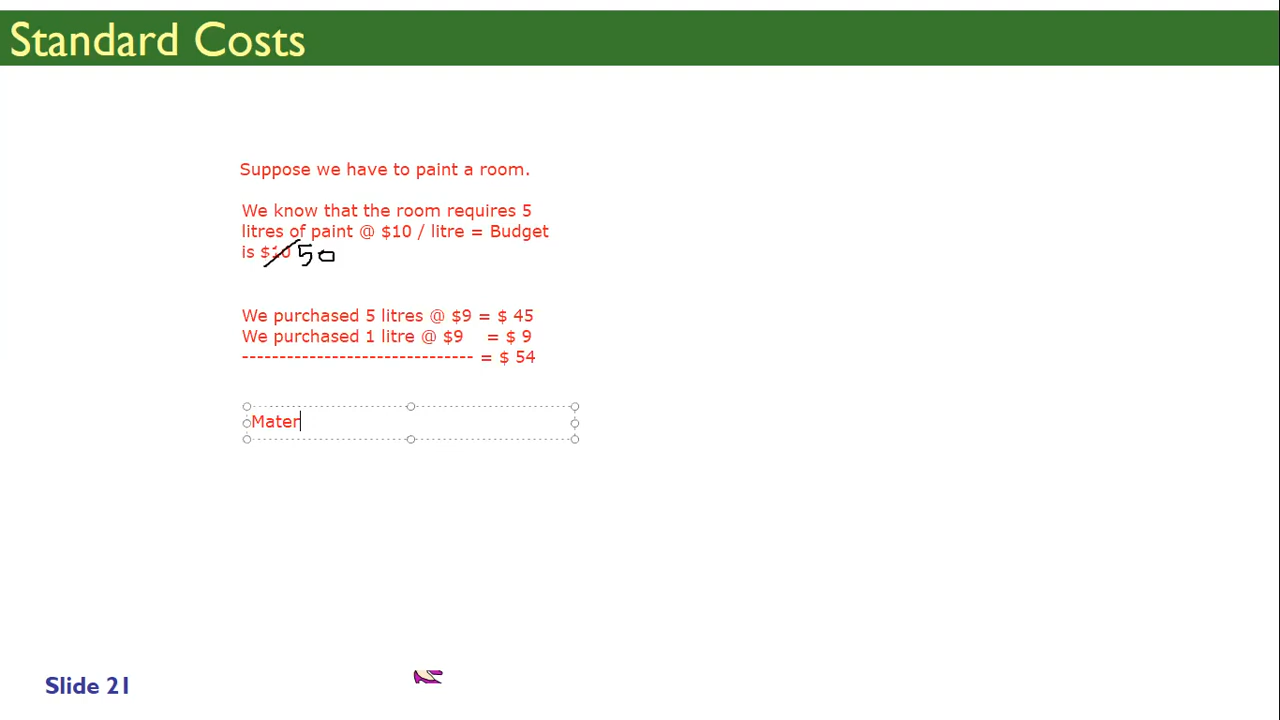 Standard Costs
Suppose we have to paint a room.
We know that the room requires 5
litres of paint @ $10 / litre = Budget
is $10 50
We purchased 5 litres @ $9 = $ 45
We purchased 1 litre @ $9 = $ 9
------------------------------- = $ 54
Mater
Slide 21